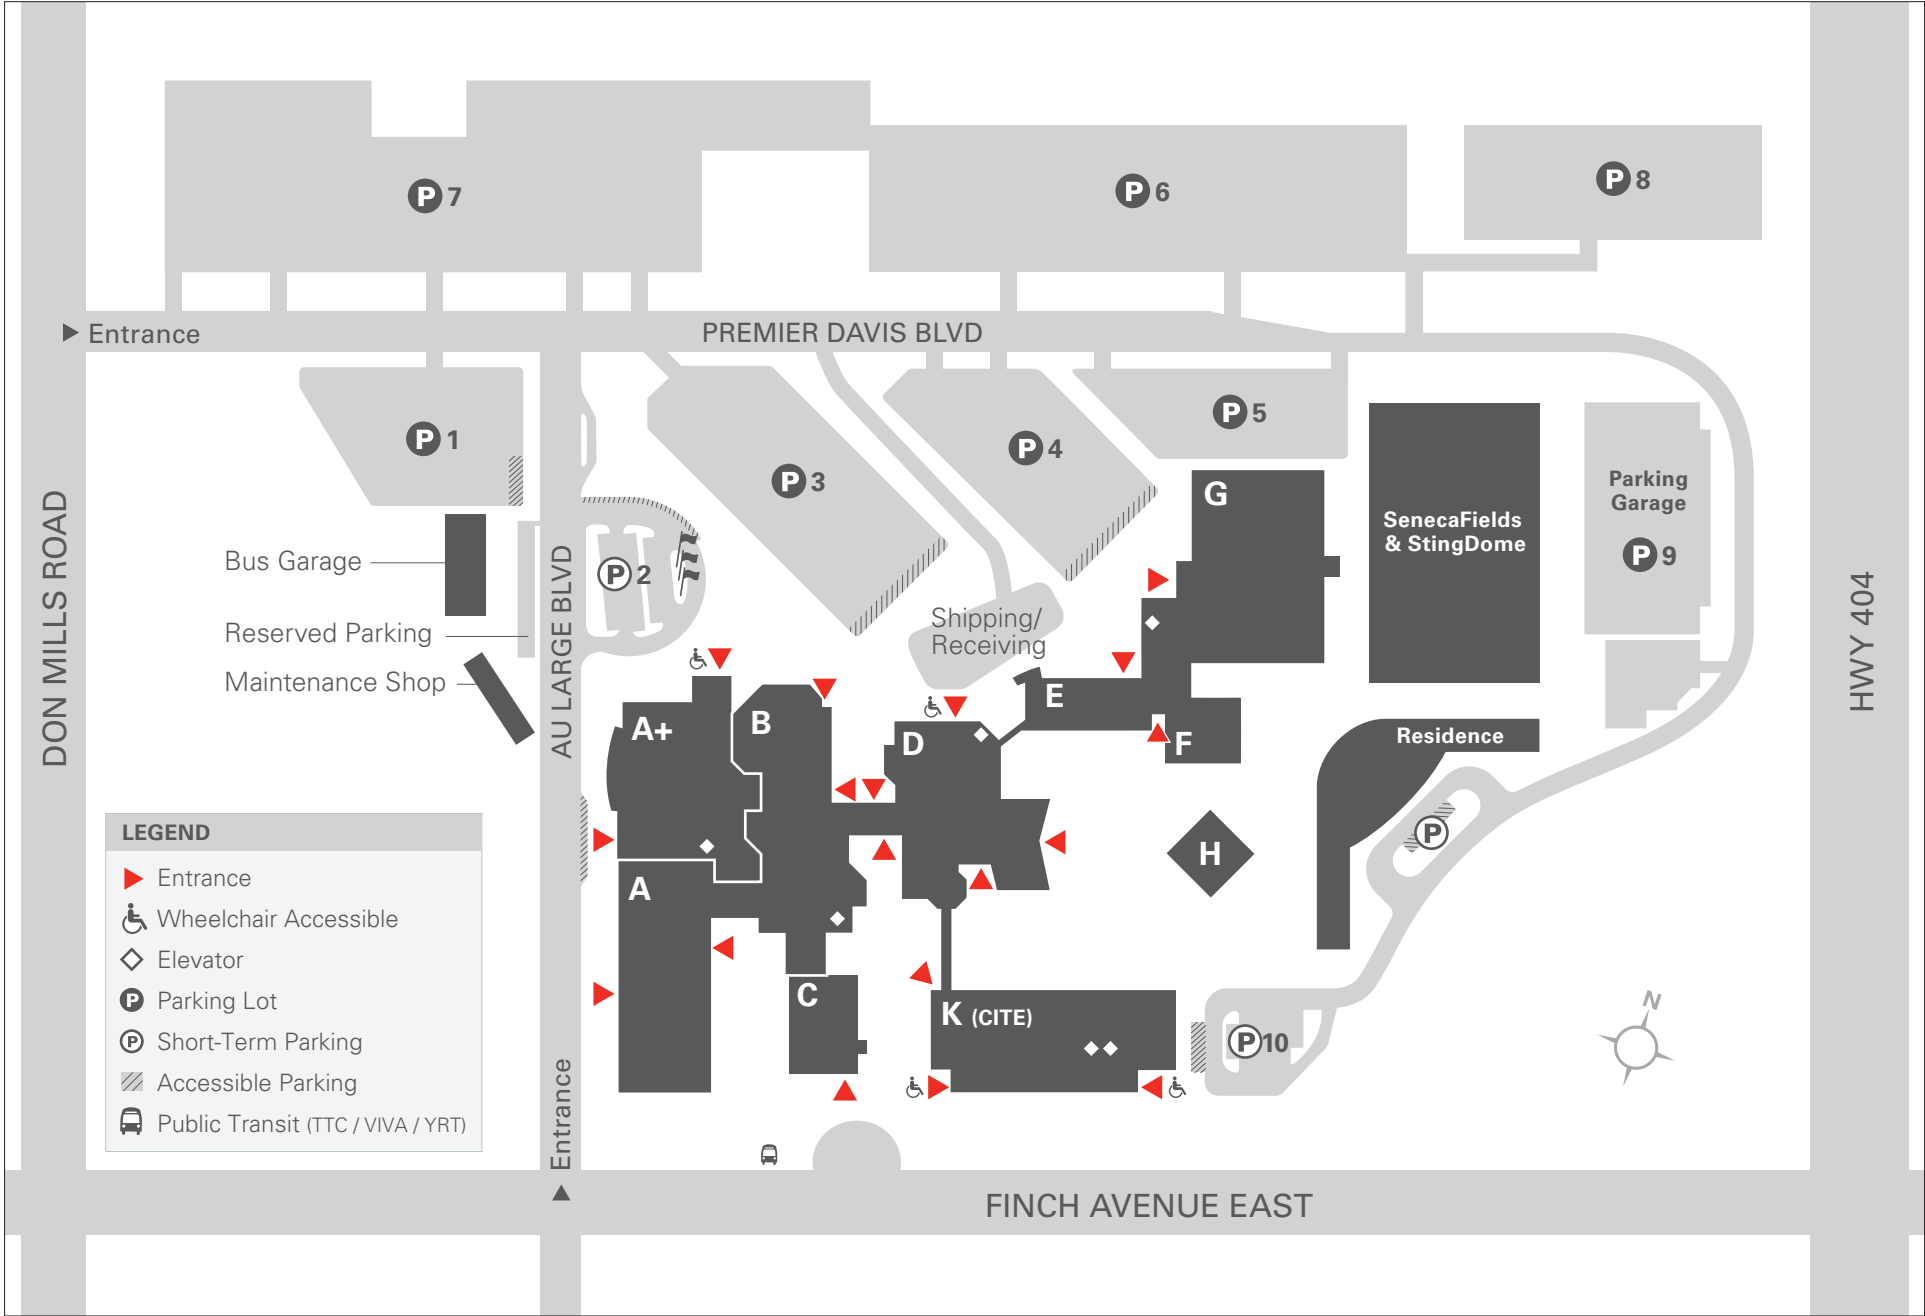 P 7
P 6
P 8
Entrance
PREMIER DAVIS BLVD
P 1
P 3
P 4
P 5
G
SenecaFields
& StingDome
Parking
Garage
P 9
DON MILLS ROAD
HWY 404
Bus Garage
AU LARGE BLVD
P 2
Reserved Parking
Maintenance Shop
Shipping/
Receiving
A+
B
D
E
F
Residence
P
H
A
C
K (CITE)
P 10
N
LEGEND
Entrance
Wheelchair Accessible
Elevator
P Parking Lot
P Short-Term Parking
Accessible Parking
Public Transit (TTC / VIVA / YRT)
Entrance
FINCH AVENUE EAST